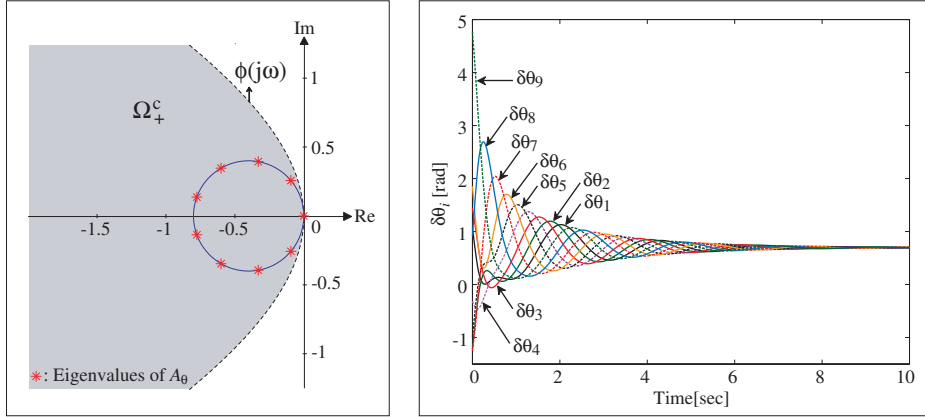 Im
1
ϕ(jω)
Ω₊ᶜ
0.5
0
Re
-1.5
-1
-0.5
-0.5
-1
*: Eigenvalues of A_θ
5
4
3
2
1
0
-1
δθ_i [rad]
δθ₉
δθ₈
δθ₇
δθ₆
δθ₅
δθ₂
δθ₁
δθ₃
δθ₄
0
2
4
6
8
10
Time[sec]